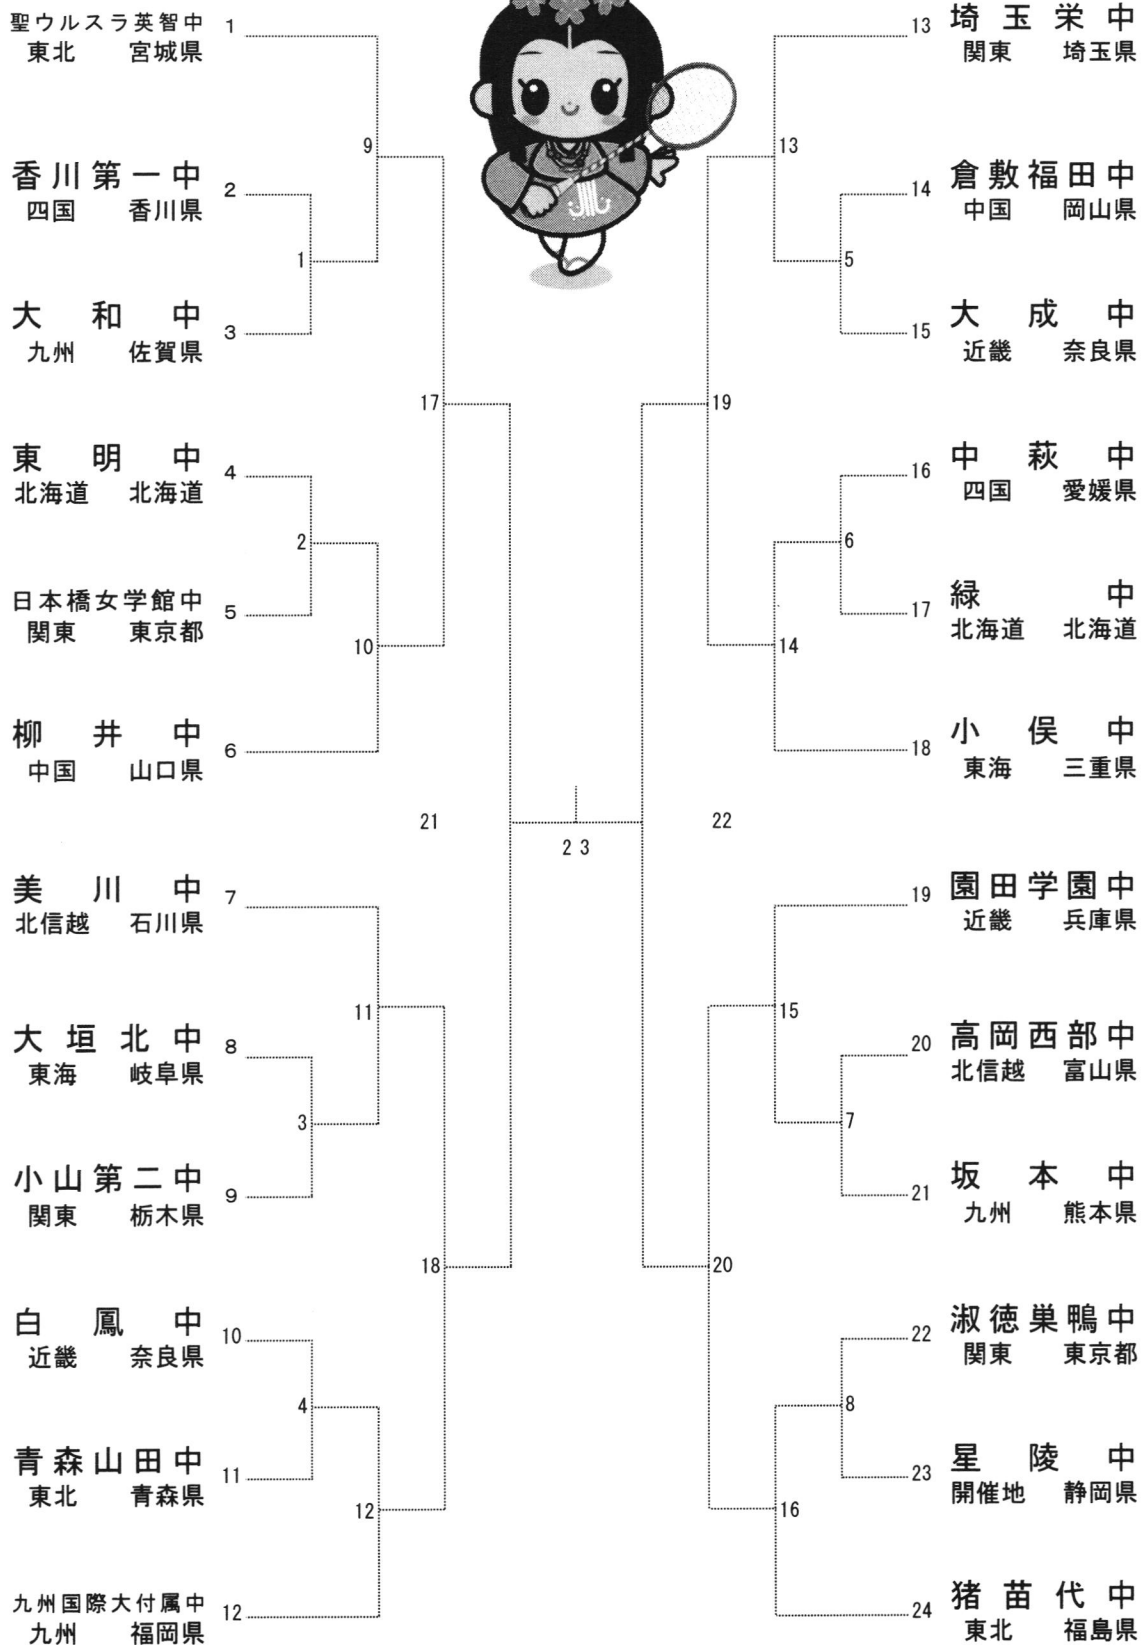 聖ウルスラ英智中 1
東北 宮城県
9
香川第一中 2
四国 香川県
1
大和中 3
九州 佐賀県
17
東明中 4
北海道 北海道
2
日本橋女学館中 5
関東 東京都
10
柳井中 6
中国 山口県
21
美川中 7
北信越 石川県
11
大垣北中 8
東海 岐阜県
3
小山第二中 9
関東 栃木県
18
白鳳中 10
近畿 奈良県
4
青森山田中 11
東北 青森県
12
九州国際大付属中 12
九州 福岡県
23
13 埼玉栄中
関東 埼玉県
13
14 倉敷福田中
中国 岡山県
5
15 大成中
近畿 奈良県
19
16 中萩中
四国 愛媛県
6
17 緑中
北海道 北海道
14
18 小俣中
東海 三重県
22
19 園田学園中
近畿 兵庫県
15
20 高岡西部中
北信越 富山県
7
21 坂本中
九州 熊本県
20
22 淑徳巣鴨中
関東 東京都
8
23 星陵中
開催地 静岡県
16
24 猪苗代中
東北 福島県